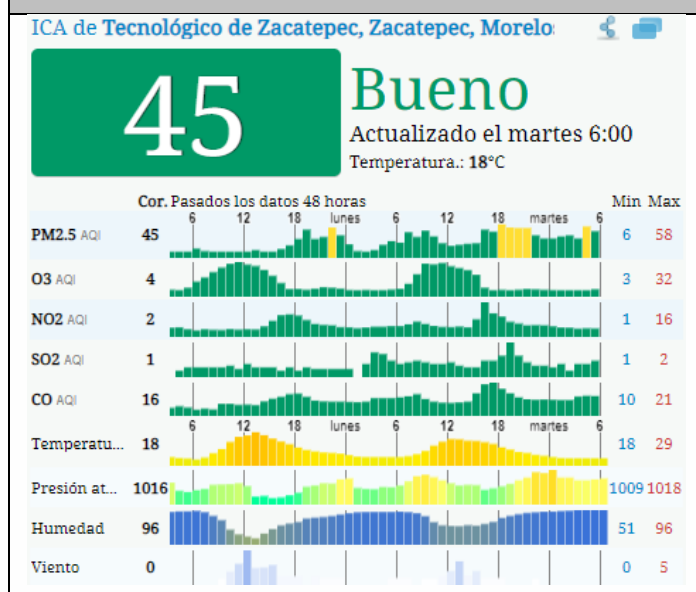 ICA de Tecnológico de Zacatepec, Zacatepec, Morelo
45
Bueno
Actualizado el martes 6:00
Temperatura.: 18°C
Cor. Pasados los datos 48 horas Min Max
6 12 18 lunes 6 12 18 martes 6
PM2.5 AQI 45 6 58
O3 AQI 4 3 32
NO2 AQI 2 1 16
SO2 AQI 1 1 2
CO AQI 16 10 21
6 12 18 lunes 6 12 18 martes 6
Temperatu... 18 18 29
Presión at... 1016 1009 1018
Humedad 96 51 96
Viento 0 0 5